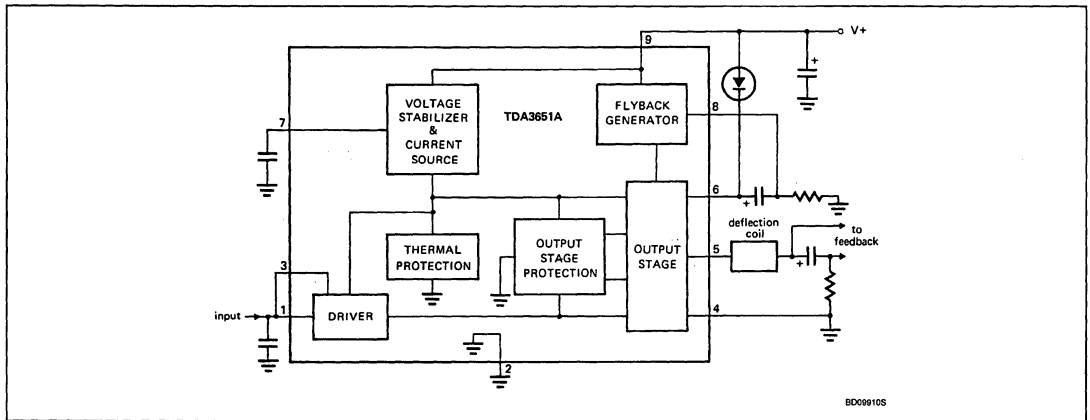 V+
9
VOLTAGE
STABILIZER
&
CURRENT
SOURCE
TDA3651A
FLYBACK
GENERATOR
8
7
6
+
+
deflection
coil
to
feedback
THERMAL
PROTECTION
OUTPUT
STAGE
PROTECTION
OUTPUT
STAGE
5
+
3
input
1
DRIVER
4
2
BD09910S